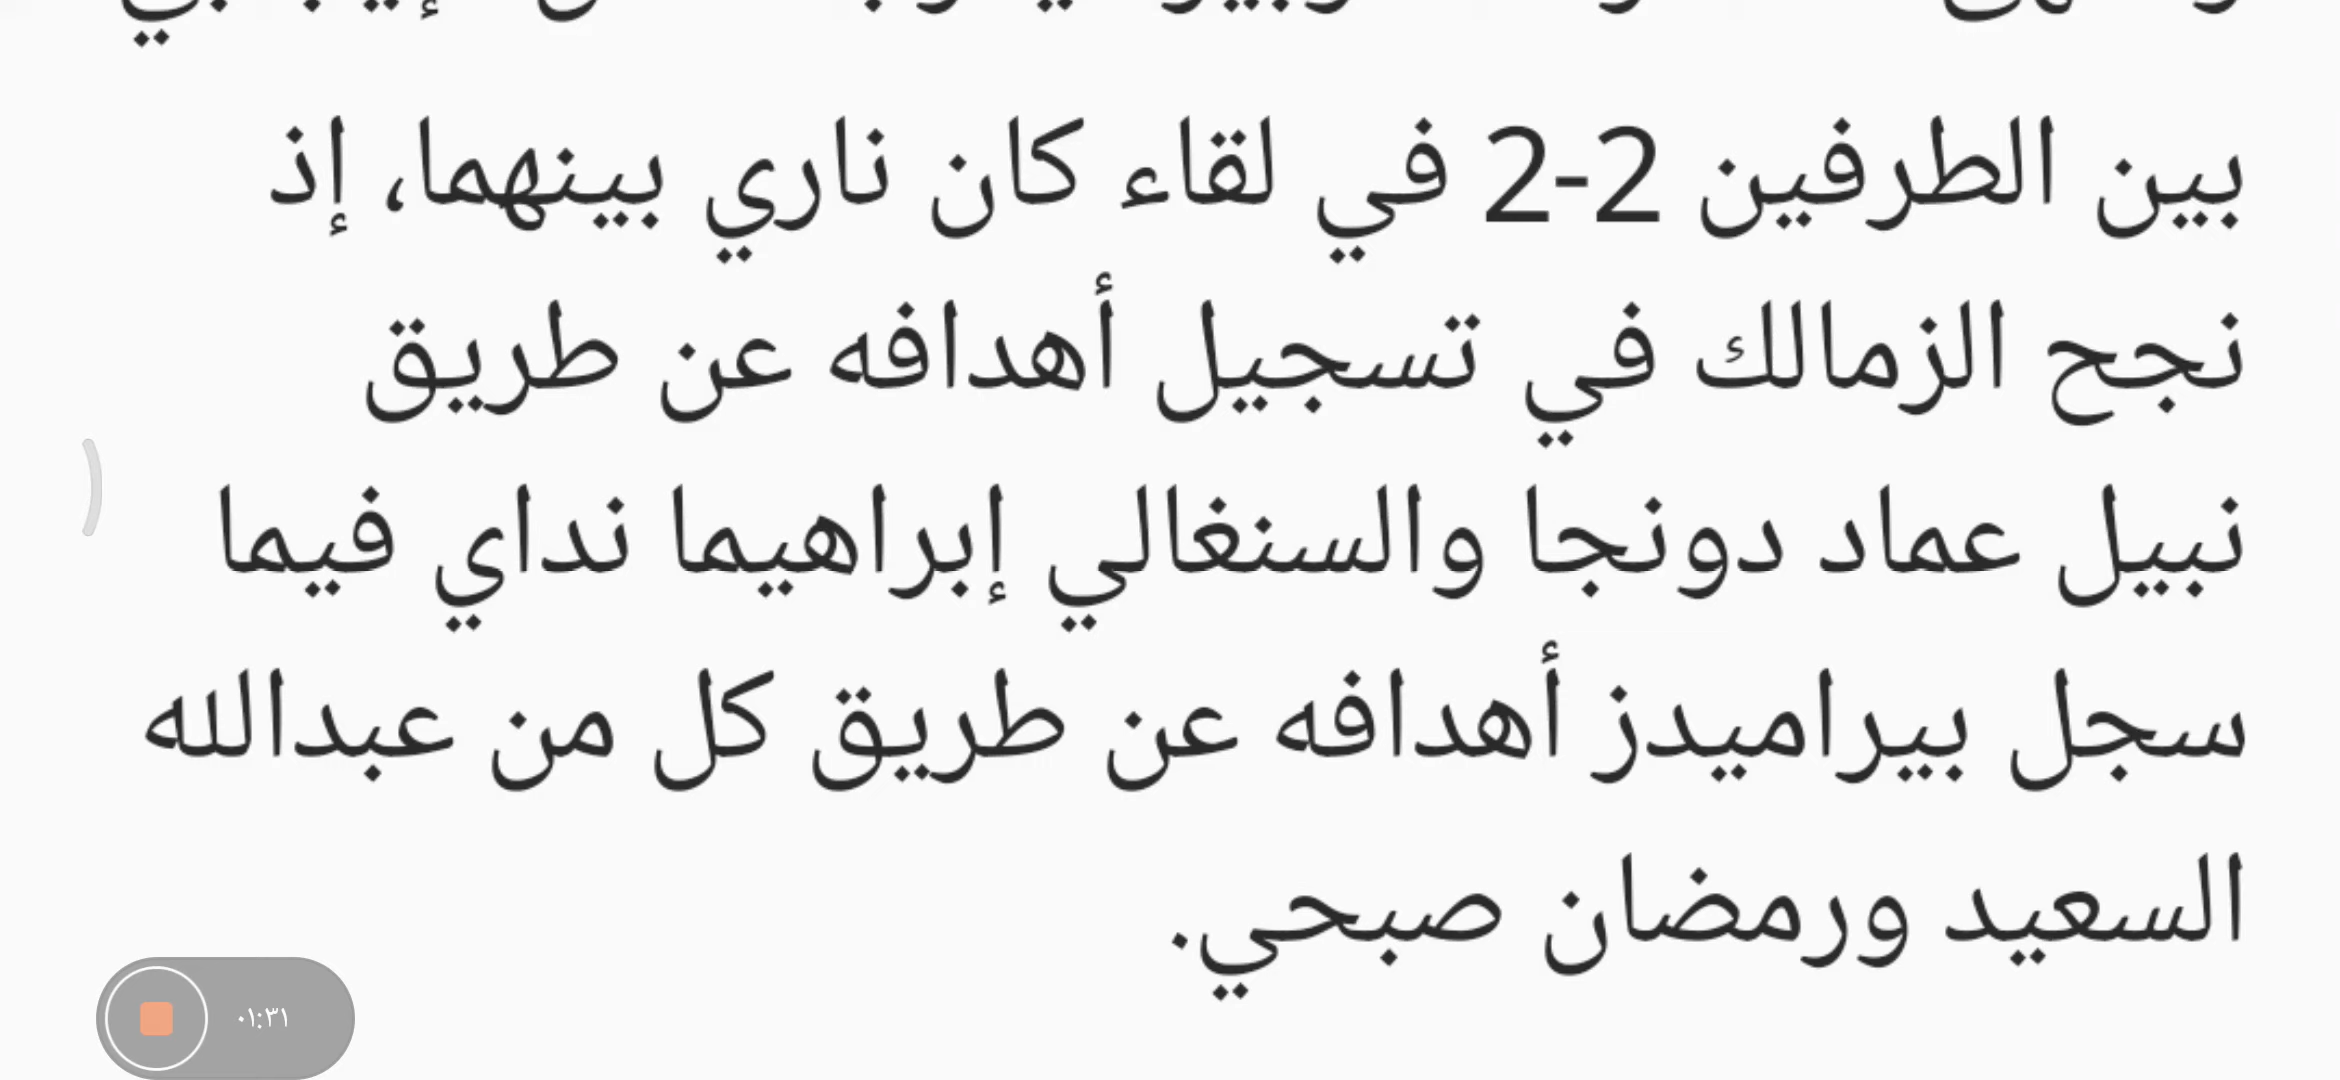 بين الطرفين 2-2 في لقاء كان ناري بينهما، إذ
نجح الزمالك في تسجيل أهدافه عن طريق
نبيل عماد دونجا والسنغالي إبراهيما نداي فيما
سجل بيراميدز أهدافه عن طريق كل من عبدالله
السعيد ورمضان صبحي.
٠١:٣١